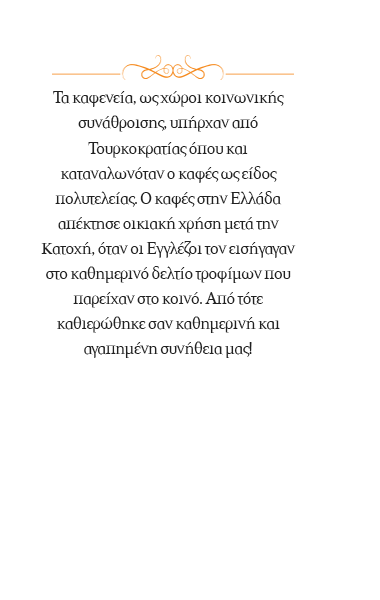 Τα καφενεία, ως χώροι κοινωνικής
συνάθροισης, υπήρχαν από
Τουρκοκρατίας όπου και
καταναλωνόταν ο καφές ως είδος
πολυτελείας. Ο καφές στην Ελλάδα
απέκτησε οικιακή χρήση μετά την
Κατοχή, όταν οι Εγγλέζοι τον εισήγαγαν
στο καθημερινό δελτίο τροφίμων που
παρείχαν στο κοινό. Από τότε
καθιερώθηκε σαν καθημερινή και
αγαπημένη συνήθεια μας!